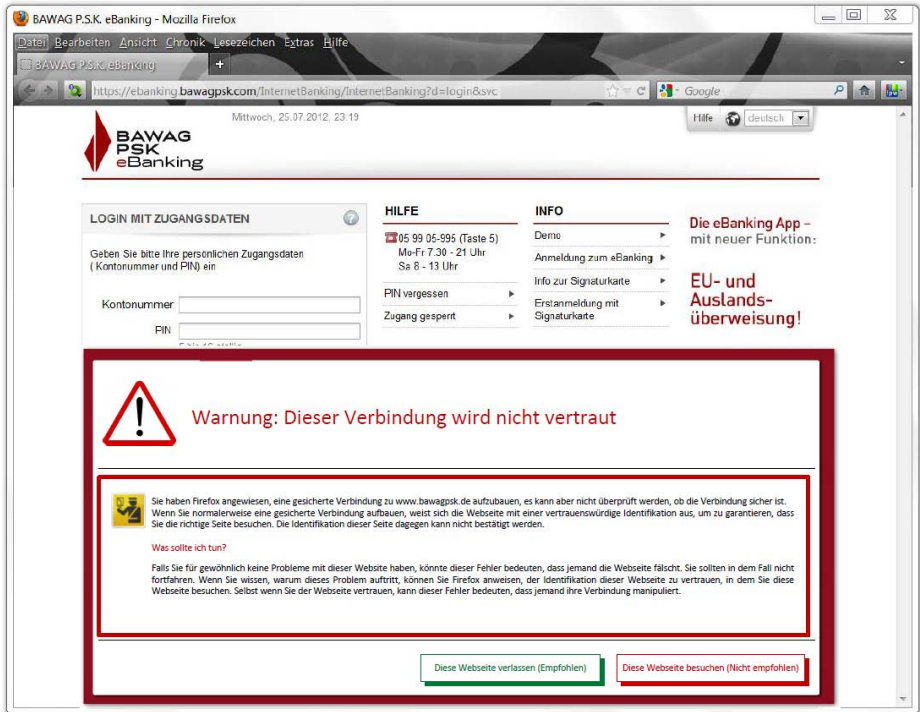 BAWAG P.S.K. eBanking - Mozilla Firefox
Datei Bearbeiten Ansicht Chronik Lesezeichen Extras Hilfe
BAWAG P.S.K. eBanking
https://ebanking.bawagpsk.com/InternetBanking/InternetBanking?d=login&svc
Google
Mittwoch, 25.07.2012, 23:19
Hilfe deutsch
BAWAG
PSK
eBanking
LOGIN MIT ZUGANGSDATEN
Geben Sie bitte Ihre persönlichen Zugangsdaten
( Kontonummer und PIN) ein
Kontonummer
PIN
HILFE
05 99 05-995 (Taste 5)
Mo-Fr 7.30 - 21 Uhr
Sa 8 - 13 Uhr
PIN vergessen
Zugang gesperrt
INFO
Demo
Anmeldung zum eBanking
Info zur Signaturkarte
Erstanmeldung mit
Signaturkarte
Die eBanking App –
mit neuer Funktion:
EU- und
Auslands-
überweisung!
Warnung: Dieser Verbindung wird nicht vertraut
Sie haben Firefox angewiesen, eine gesicherte Verbindung zu www.bawagpsk.de aufzubauen, es kann aber nicht überprüft werden, ob die Verbindung sicher ist.
Wenn Sie normalerweise eine gesicherte Verbindung aufbauen, weist sich die Webseite mit einer vertrauenswürdige Identifikation aus, um zu garantieren, dass
Sie die richtige Seite besuchen. Die Identifikation dieser Seite dagegen kann nicht bestätigt werden.
Was sollte ich tun?
Falls Sie für gewöhnlich keine Probleme mit dieser Website haben, könnte dieser Fehler bedeuten, dass jemand die Webseite fälscht. Sie sollten in dem Fall nicht
fortfahren. Wenn Sie wissen, warum dieses Problem auftritt, können Sie Firefox anweisen, der Identifikation dieser Webseite zu vertrauen, in dem Sie diese
Webseite besuchen. Selbst wenn Sie der Webseite vertrauen, kann dieser Fehler bedeuten, dass jemand ihre Verbindung manipuliert.
Diese Webseite verlassen (Empfohlen)
Diese Webseite besuchen (Nicht empfohlen)